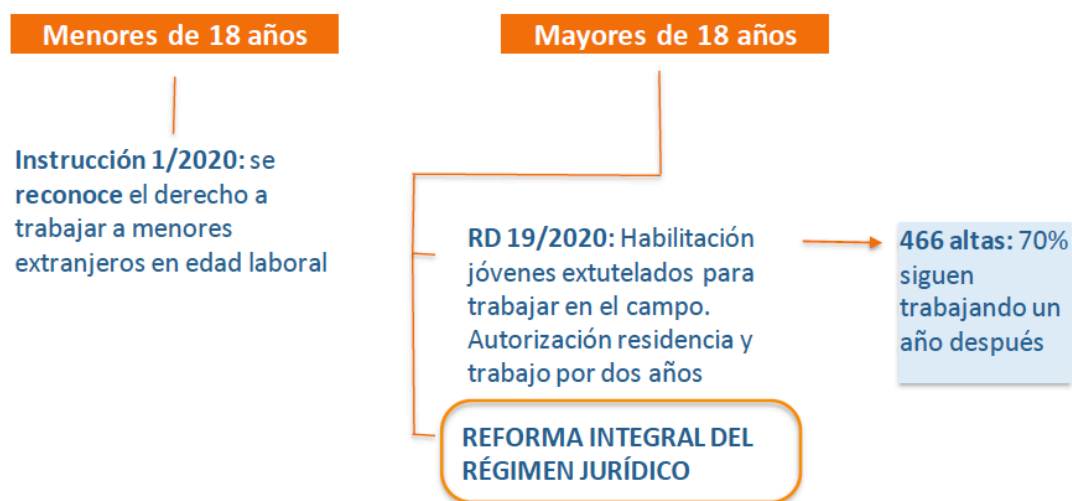 Menores de 18 años
Mayores de 18 años
Instrucción 1/2020: se
reconoce el derecho a
trabajar a menores
extranjeros en edad laboral
RD 19/2020: Habilitación
jóvenes extutelados para
trabajar en el campo.
Autorización residencia y
trabajo por dos años
466 altas: 70%
siguen
trabajando un
año después
REFORMA INTEGRAL DEL
RÉGIMEN JURÍDICO